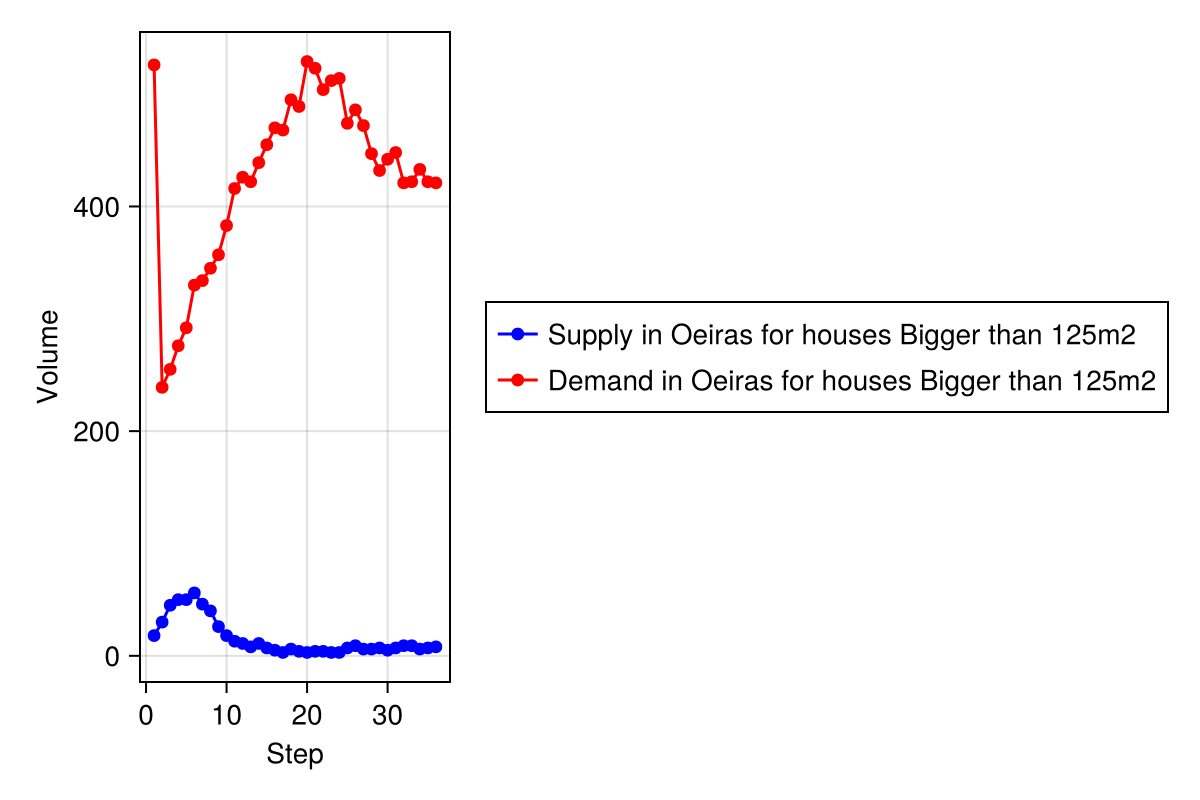 Volume
400
200
0
0 10 20 30
Step
Supply in Oeiras for houses Bigger than 125m2
Demand in Oeiras for houses Bigger than 125m2